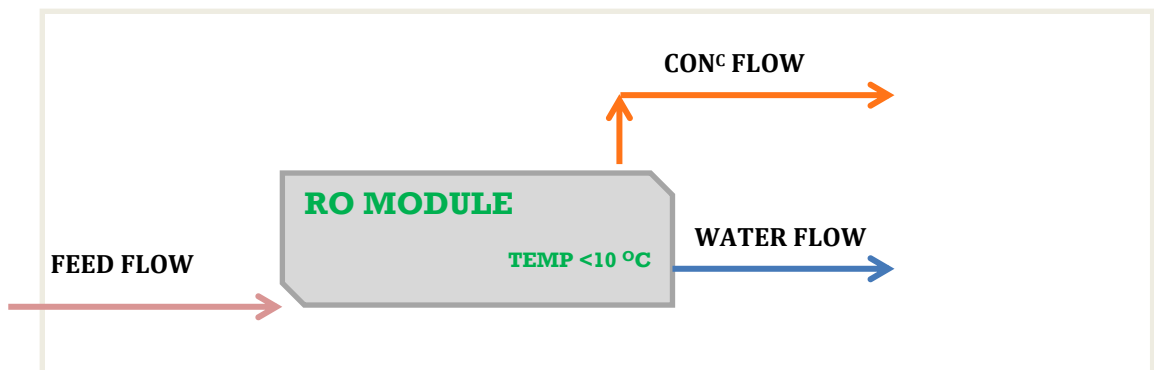 CONᶜ FLOW
RO MODULE
WATER FLOW
TEMP <10 ᴼC
FEED FLOW